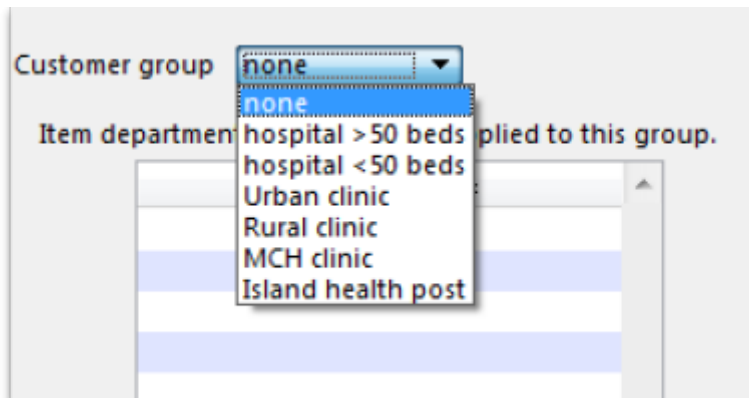 Customer group none
none
Item departmen hospital >50 beds plied to this group.
hospital <50 beds
Urban clinic
Rural clinic
MCH clinic
Island health post